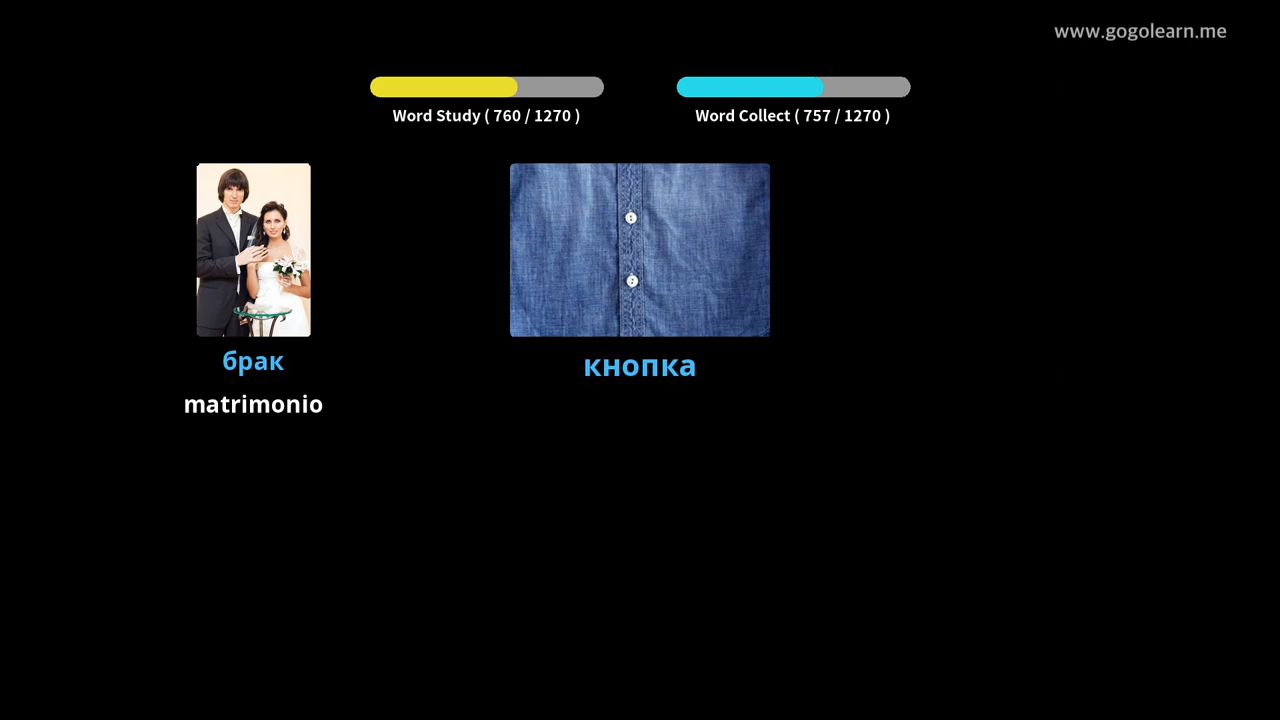 www.gogolearn.me
Word Study ( 760 / 1270 )
Word Collect ( 757 / 1270 )
брак
matrimonio
кнопка